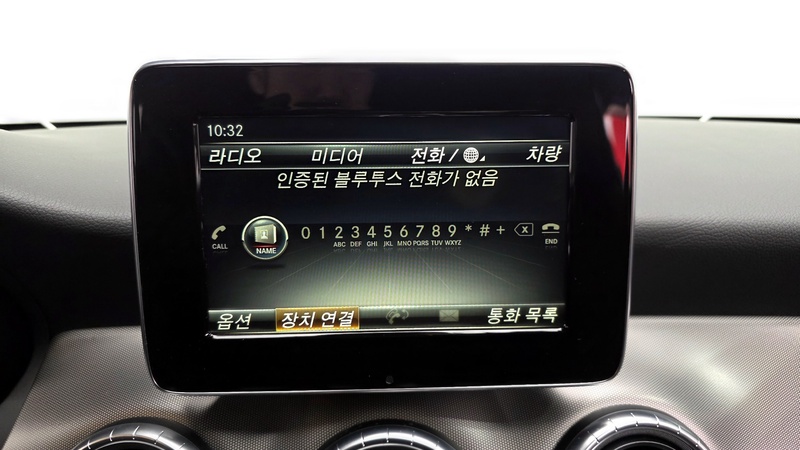 10:32
라디오 미디어 전화 / 차량
인증된 블루투스 전화가 없음
CALL NAME 0 1 2 3 4 5 6 7 8 9 * # + END
ABC DEF GHI JKL MNO PQRS TUV WXYZ
옵션 장치 연결 통화 목록